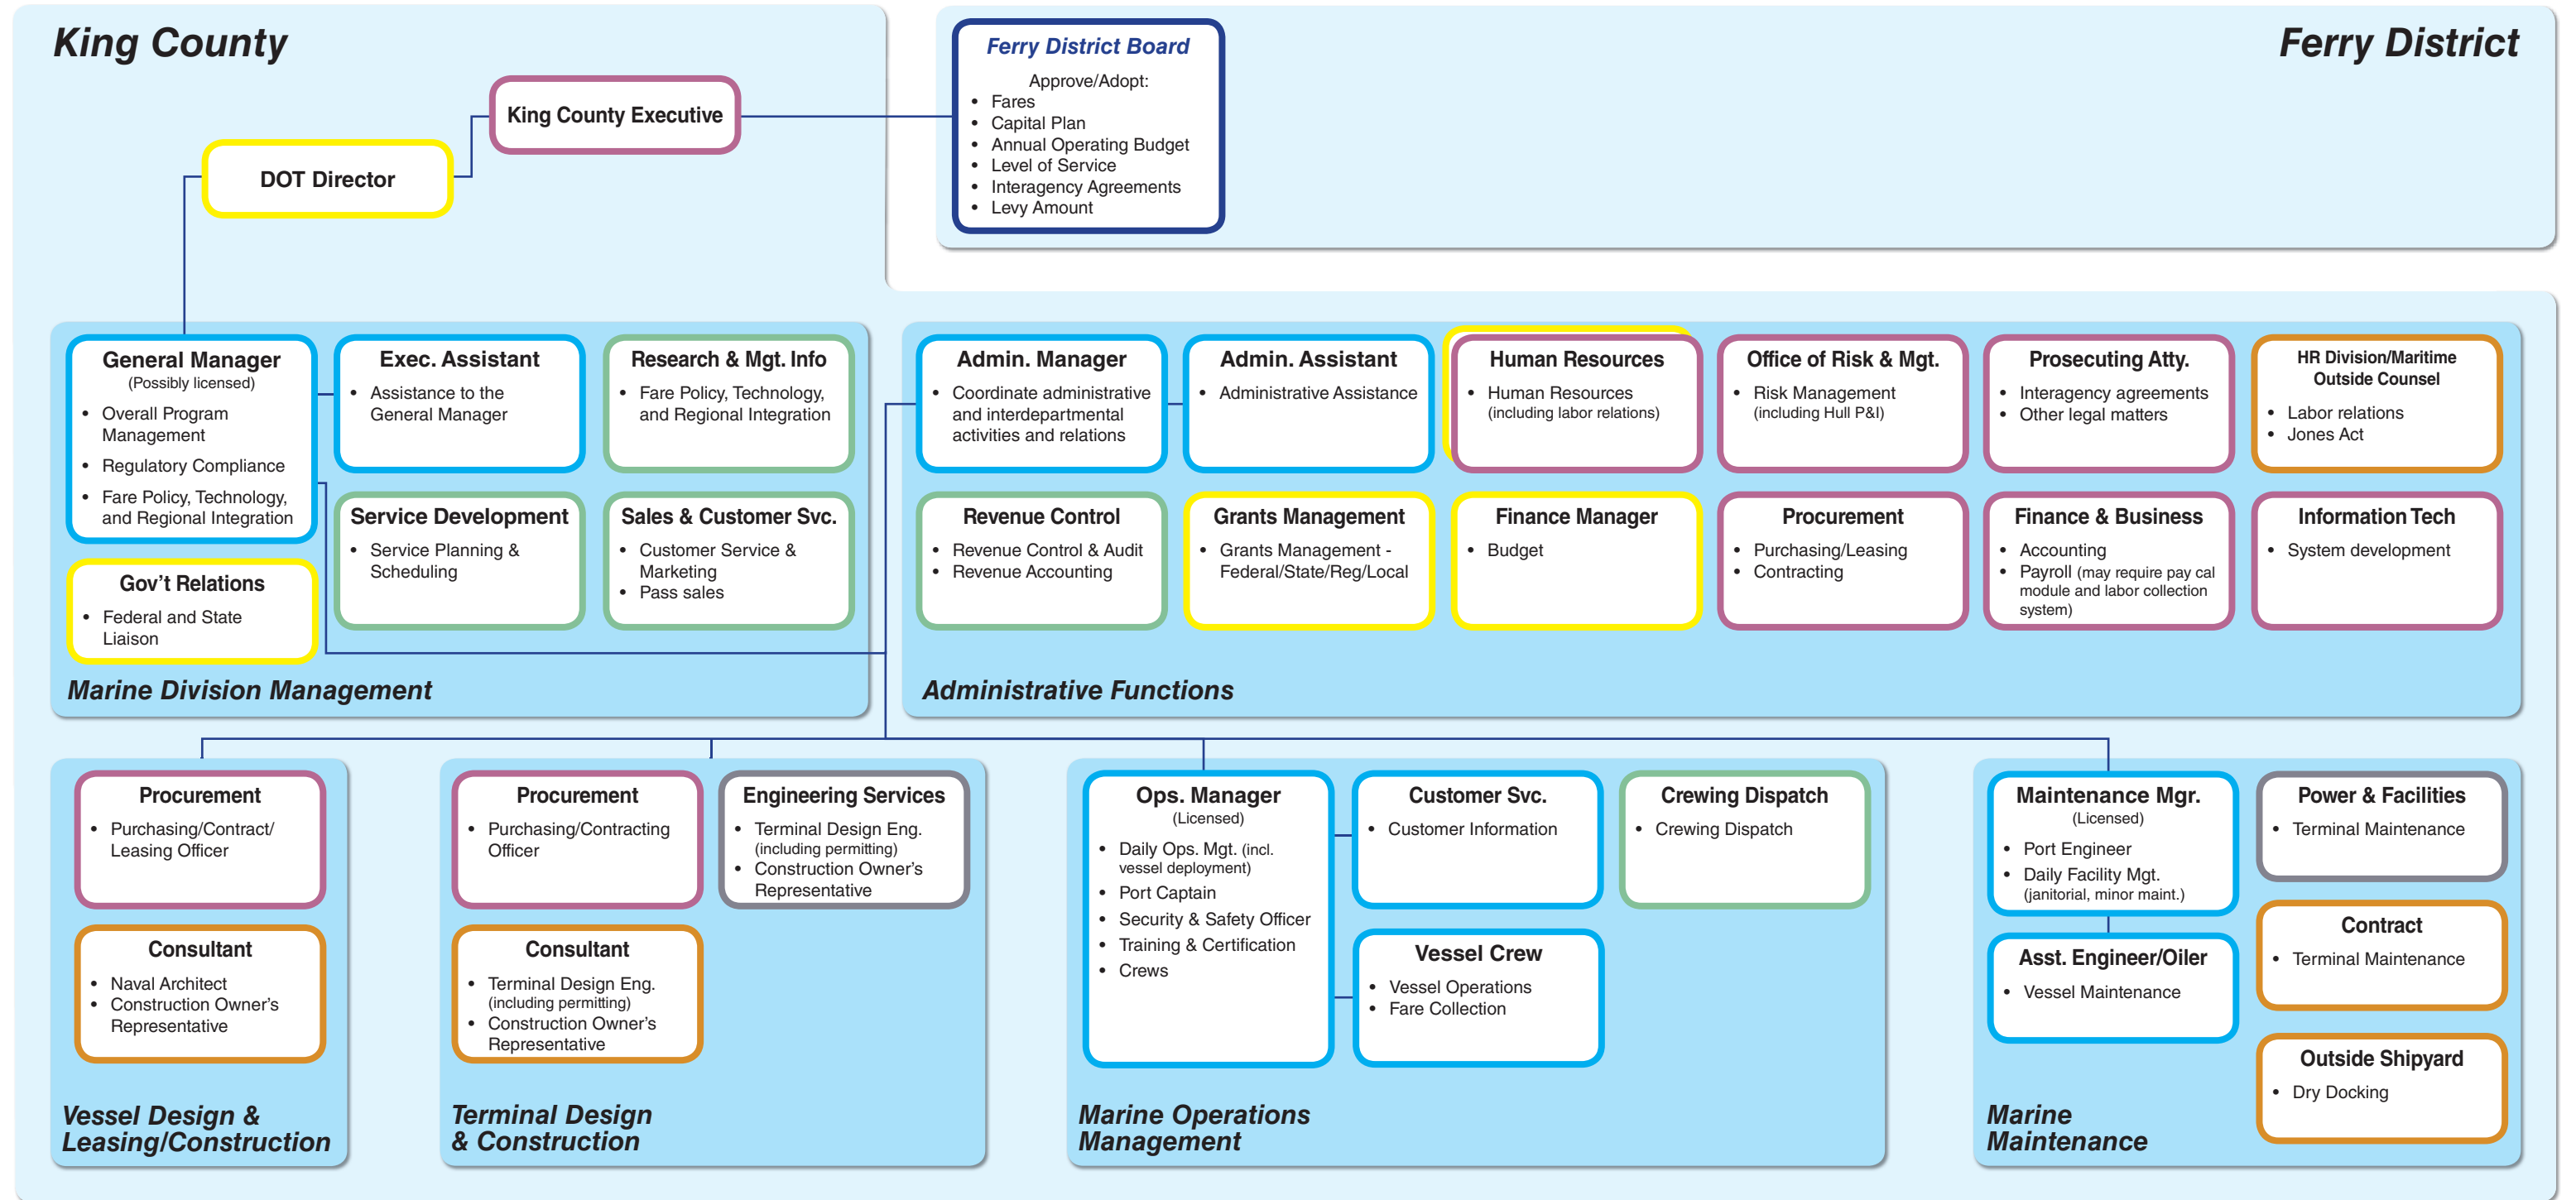 King County
Ferry District
Ferry District Board
Approve/Adopt:
• Fares
• Capital Plan
• Annual Operating Budget
• Level of Service
• Interagency Agreements
• Levy Amount
King County Executive
DOT Director
General Manager
(Possibly licensed)
• Overall Program
Management
• Regulatory Compliance
• Fare Policy, Technology,
and Regional Integration
Exec. Assistant
• Assistance to the
General Manager
Research & Mgt. Info
• Fare Policy, Technology,
and Regional Integration
Service Development
• Service Planning &
Scheduling
Sales & Customer Svc.
• Customer Service &
Marketing
• Pass sales
Gov’t Relations
• Federal and State
Liaison
Marine Division Management
Admin. Manager
• Coordinate administrative
and interdepartmental
activities and relations
Admin. Assistant
• Administrative Assistance
Human Resources
• Human Resources
(including labor relations)
Office of Risk & Mgt.
• Risk Management
(including Hull P&I)
Prosecuting Atty.
• Interagency agreements
• Other legal matters
HR Division/Maritime
Outside Counsel
• Labor relations
• Jones Act
Revenue Control
• Revenue Control & Audit
• Revenue Accounting
Grants Management
• Grants Management -
Federal/State/Reg/Local
Finance Manager
• Budget
Procurement
• Purchasing/Leasing
• Contracting
Finance & Business
• Accounting
• Payroll (may require pay cal
module and labor collection
system)
Information Tech
• System development
Administrative Functions
Procurement
• Purchasing/Contract/
Leasing Officer
Consultant
• Naval Architect
• Construction Owner’s
Representative
Vessel Design &
Leasing/Construction
Procurement
• Purchasing/Contracting
Officer
Engineering Services
• Terminal Design Eng.
(including permitting)
• Construction Owner’s
Representative
Consultant
• Terminal Design Eng.
(including permitting)
• Construction Owner’s
Representative
Terminal Design
& Construction
Ops. Manager
(Licensed)
• Daily Ops. Mgt. (incl.
vessel deployment)
• Port Captain
• Security & Safety Officer
• Training & Certification
• Crews
Customer Svc.
• Customer Information
Crewing Dispatch
• Crewing Dispatch
Vessel Crew
• Vessel Operations
• Fare Collection
Marine Operations
Management
Maintenance Mgr.
(Licensed)
• Port Engineer
• Daily Facility Mgt.
(janitorial, minor maint.)
Power & Facilities
• Terminal Maintenance
Contract
• Terminal Maintenance
Asst. Engineer/Oiler
• Vessel Maintenance
Outside Shipyard
• Dry Docking
Marine
Maintenance